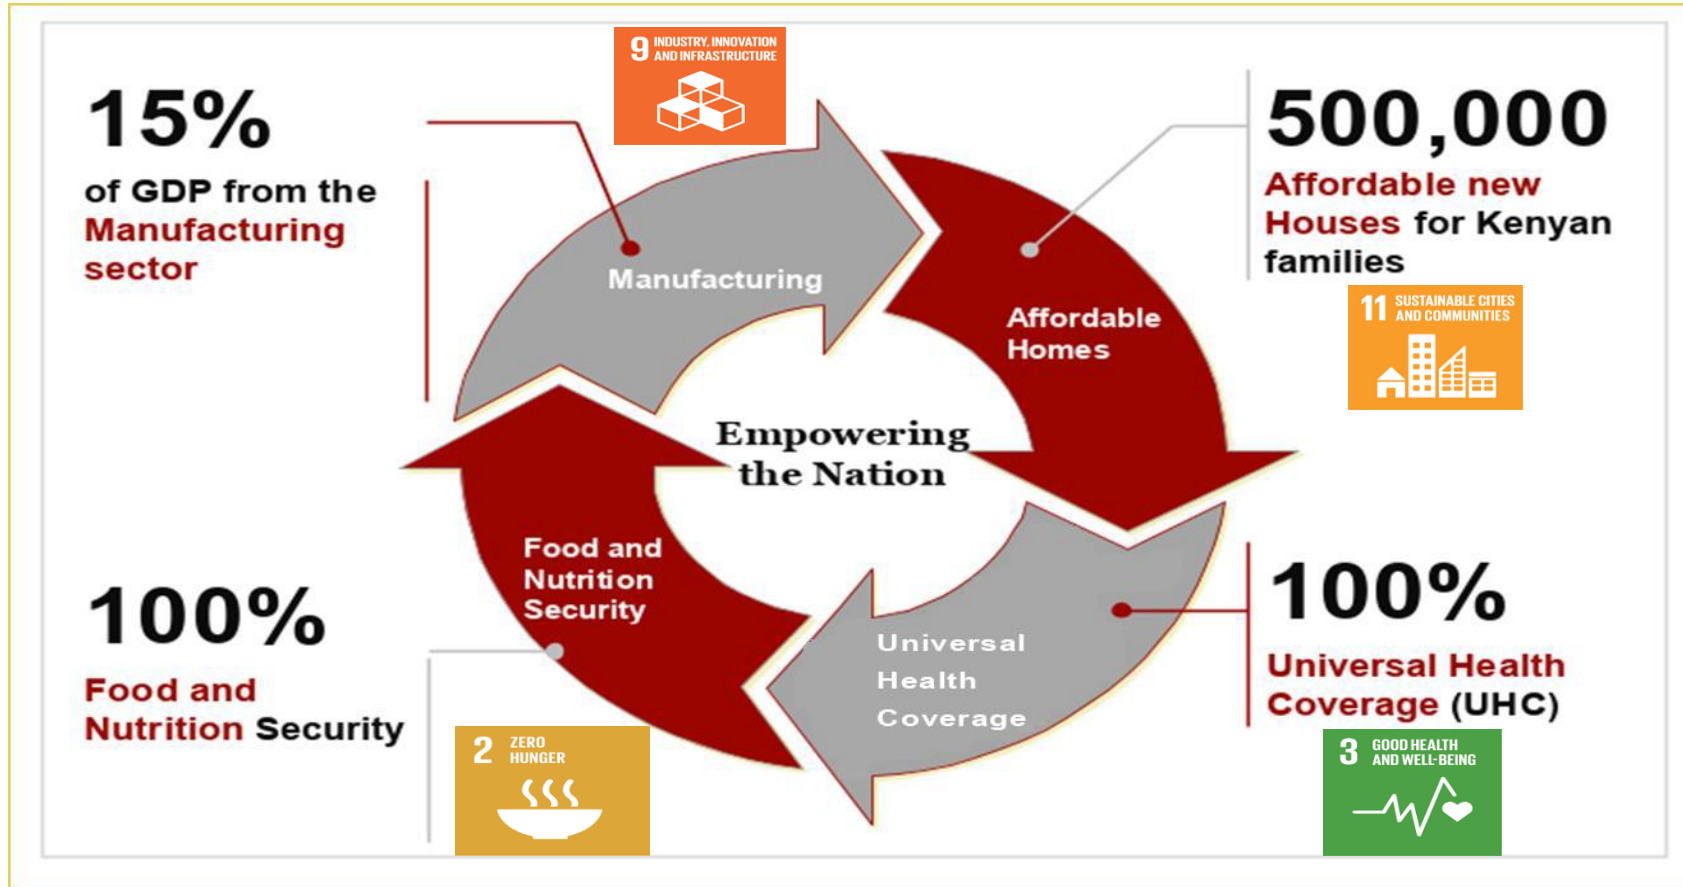 9 INDUSTRY, INNOVATION
AND INFRASTRUCTURE
15%
of GDP from the
Manufacturing
sector
Manufacturing
500,000
Affordable new
Houses for Kenyan
families
11 SUSTAINABLE CITIES
AND COMMUNITIES
Affordable
Homes
Empowering
the Nation
Food and
Nutrition
Security
100%
Food and
Nutrition Security
2 ZERO
HUNGER
Universal
Health
Coverage
100%
Universal Health
Coverage (UHC)
3 GOOD HEALTH
AND WELL-BEING